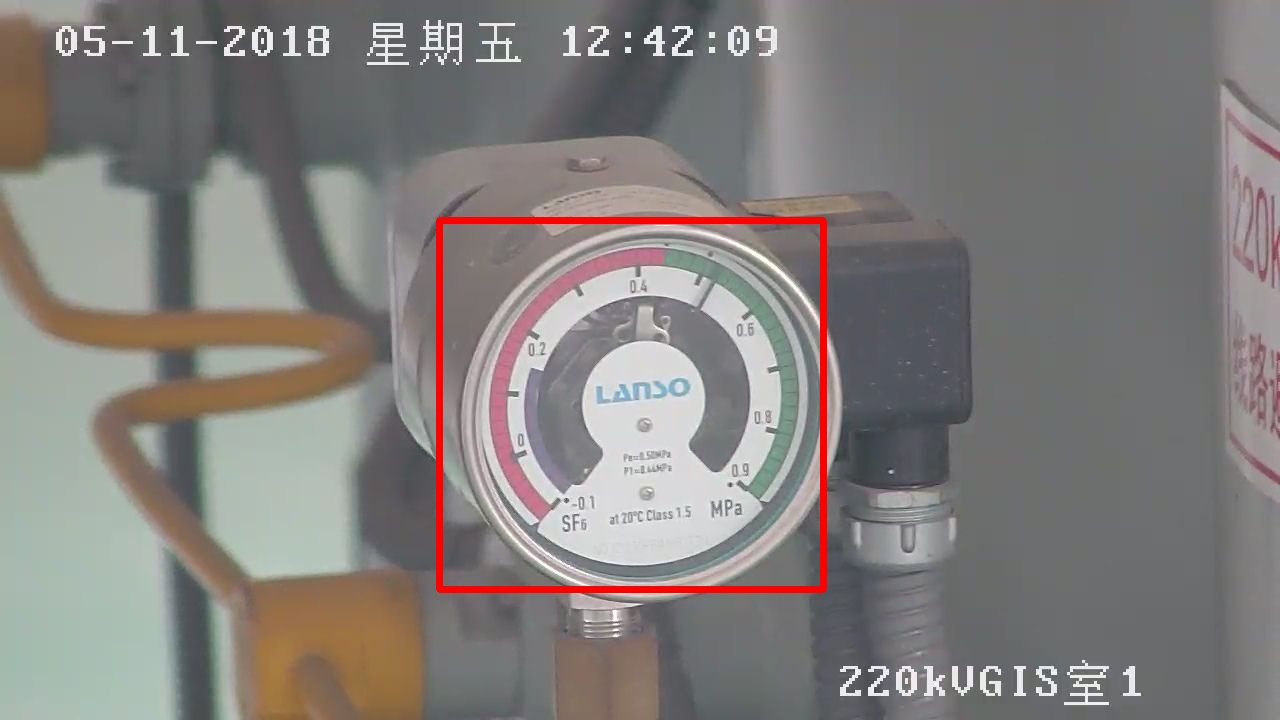 05-11-2018 星期五 12:42:09
LANSO
0.4
0.6
0.2
LANSO
0.8
0
Pe=0.50MPa
P1=0.44MPa
0.9
-0.1
MPa
SF6
at 20°C Class 1.5
220k
220kVGIS室1